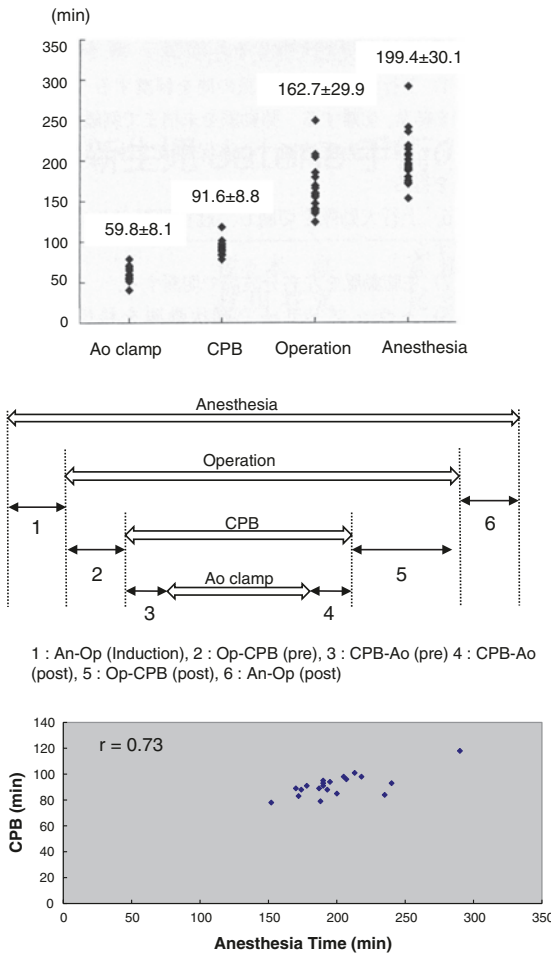 (min)
350
300
250
200
150
100
50
0
199.4±30.1
162.7±29.9
91.6±8.8
59.8±8.1
Ao clamp CPB Operation Anesthesia
Anesthesia
Operation
1
6
CPB
2
5
Ao clamp
3
4
1 : An-Op (Induction), 2 : Op-CPB (pre), 3 : CPB-Ao (pre) 4 : CPB-Ao
(post), 5 : Op-CPB (post), 6 : An-Op (post)
140
120
100
80
60
40
20
0
r = 0.73
CPB (min)
0 50 100 150 200 250 300 350
Anesthesia Time (min)